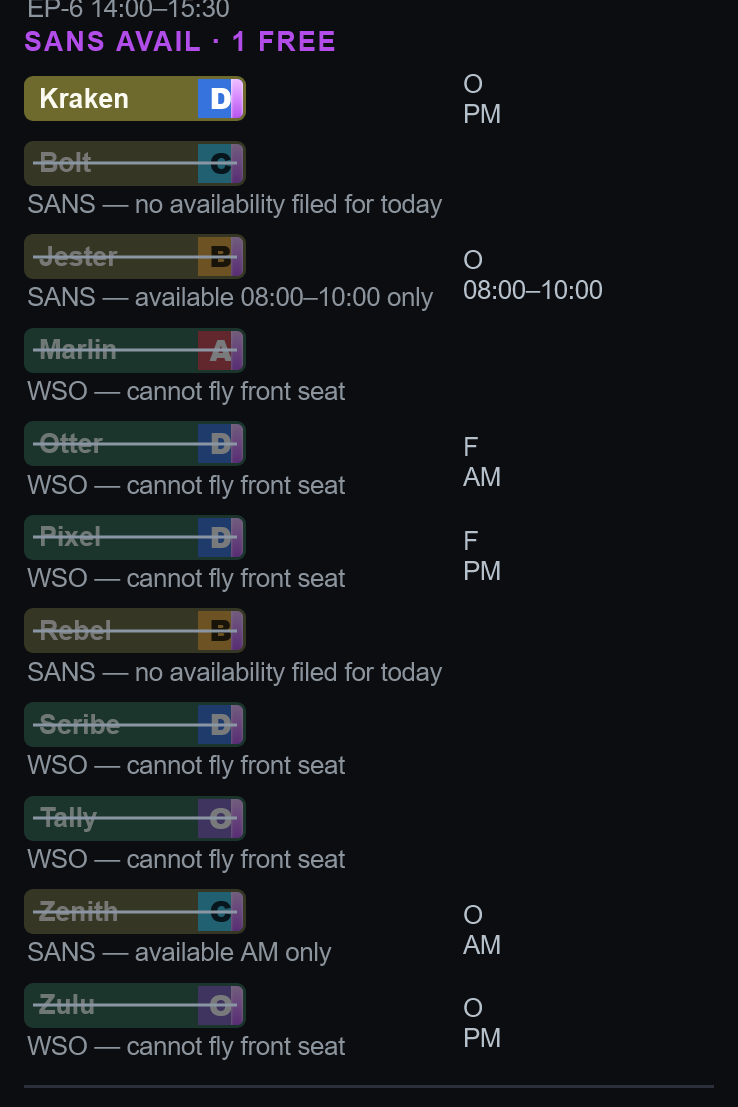 EP-6 14:00–15:30
SANS AVAIL · 1 FREE
Kraken D O
PM
Bolt C
SANS — no availability filed for today
Jester B O
SANS — available 08:00–10:00 only 08:00–10:00
Marlin A
WSO — cannot fly front seat
Otter D F
AM
WSO — cannot fly front seat
Pixel D F
PM
WSO — cannot fly front seat
Rebel B
SANS — no availability filed for today
Scribe D
WSO — cannot fly front seat
Tally O
WSO — cannot fly front seat
Zenith C O
SANS — available AM only AM
Zulu O O
PM
WSO — cannot fly front seat